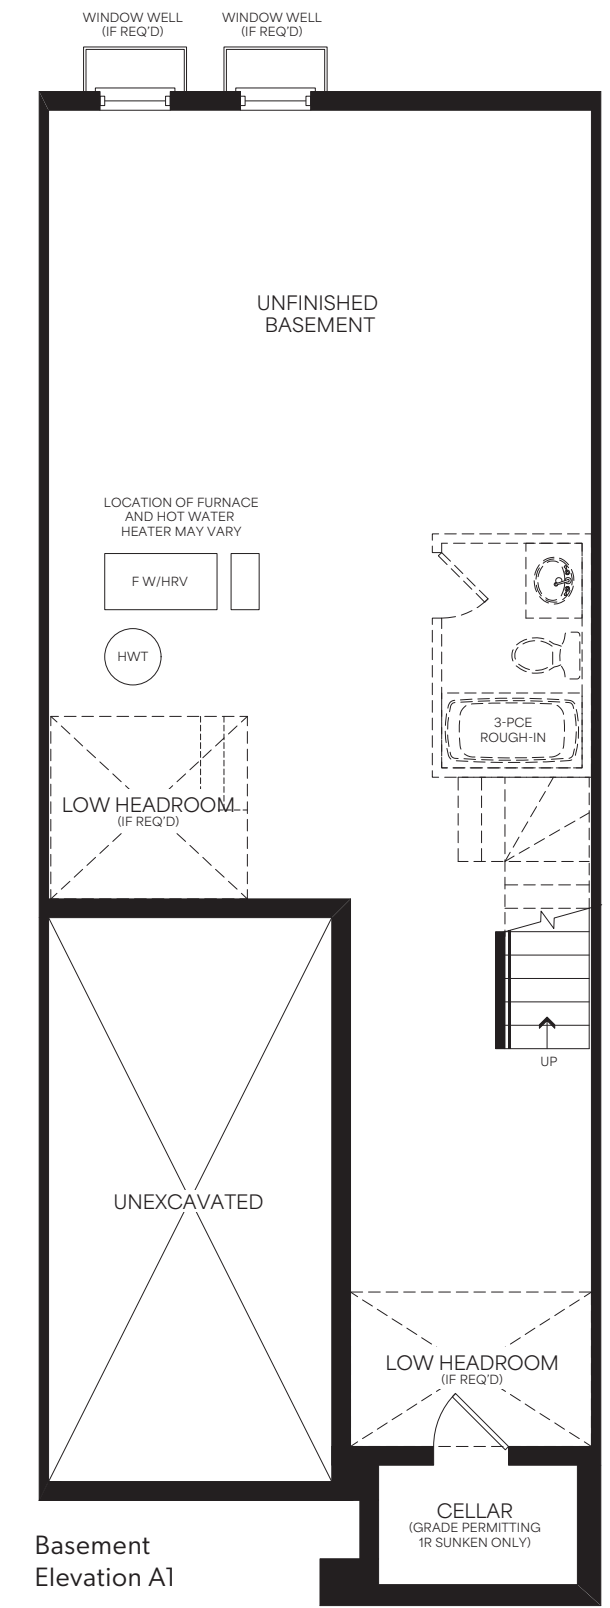 WINDOW WELL
(IF REQ'D)
WINDOW WELL
(IF REQ'D)
UNFINISHED
BASEMENT
LOCATION OF FURNACE
AND HOT WATER
HEATER MAY VARY
F W/HRV
HWT
3-PCE
ROUGH-IN
LOW HEADROOM
(IF REQ'D)
UP
UNEXCAVATED
LOW HEADROOM
(IF REQ'D)
CELLAR
(GRADE PERMITTING
1R SUNKEN ONLY)
Basement
Elevation A1